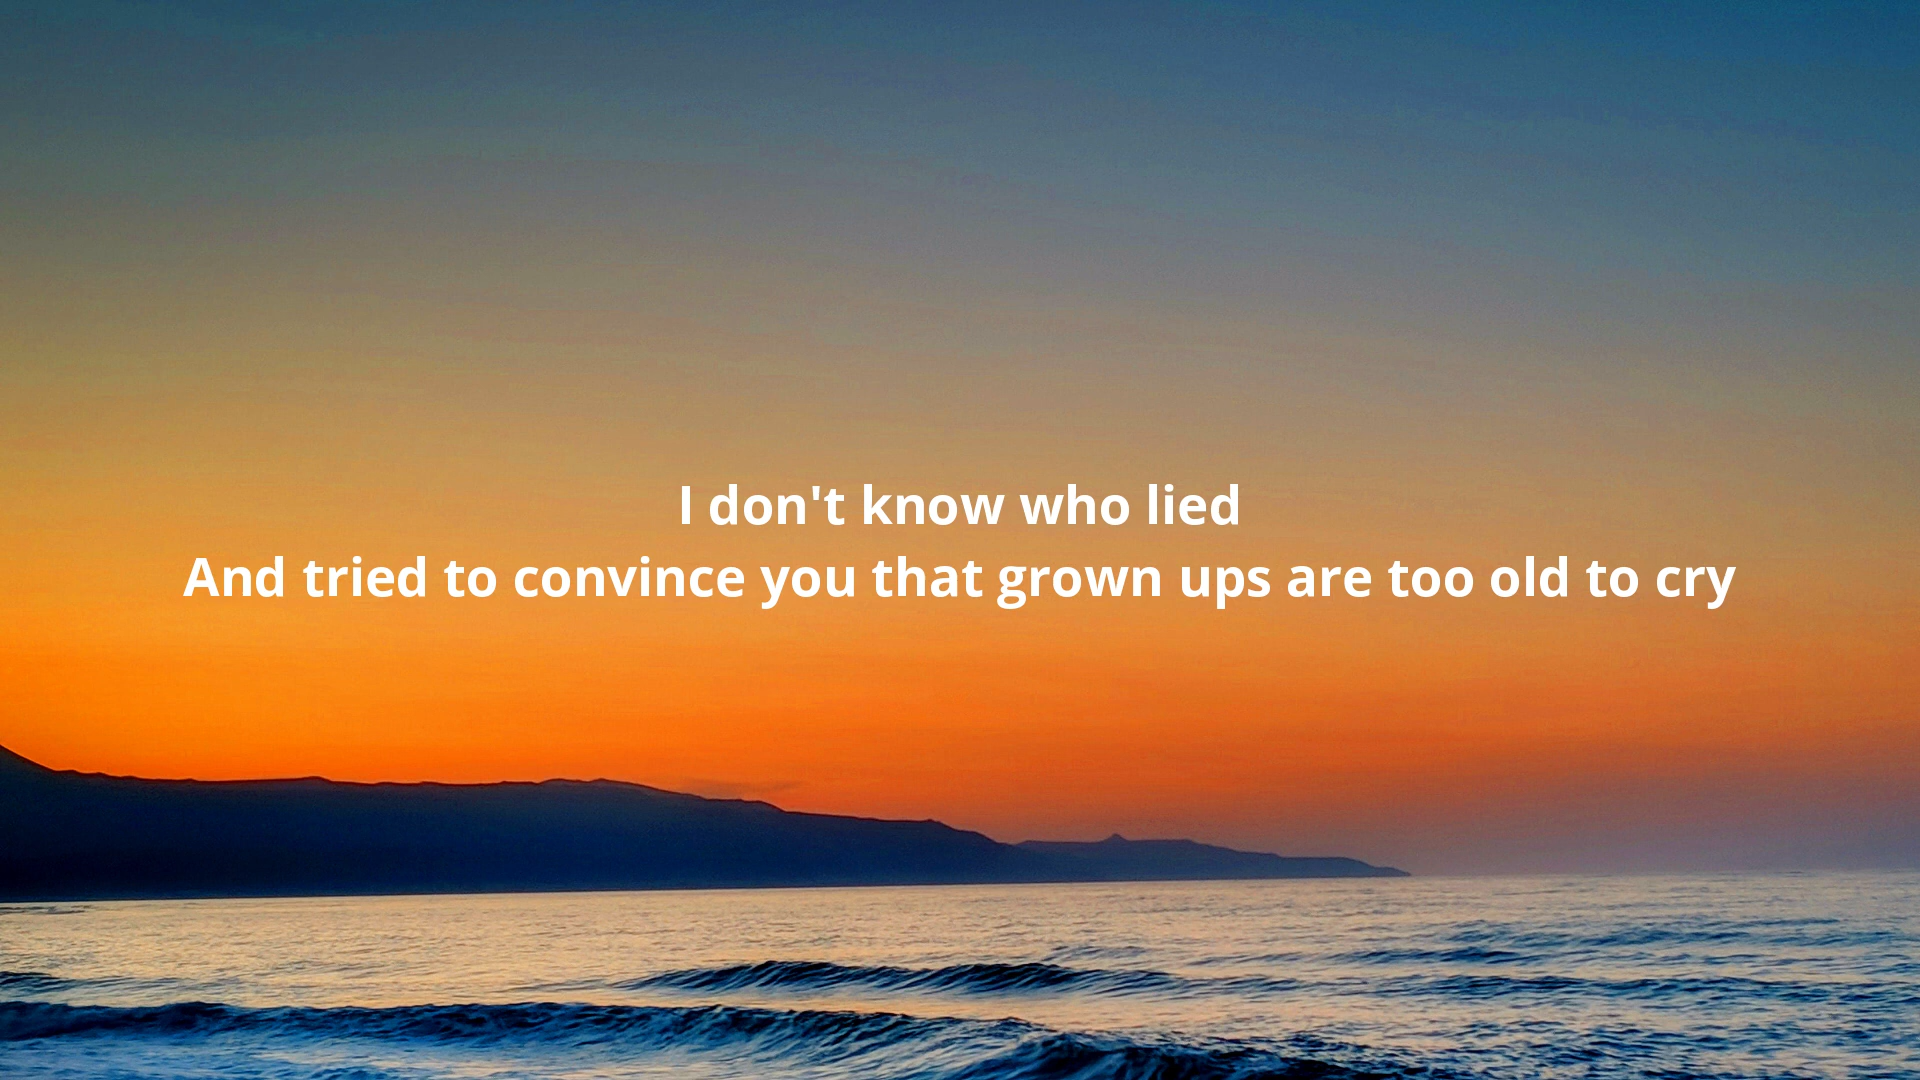 I don't know who lied
And tried to convince you that grown ups are too old to cry